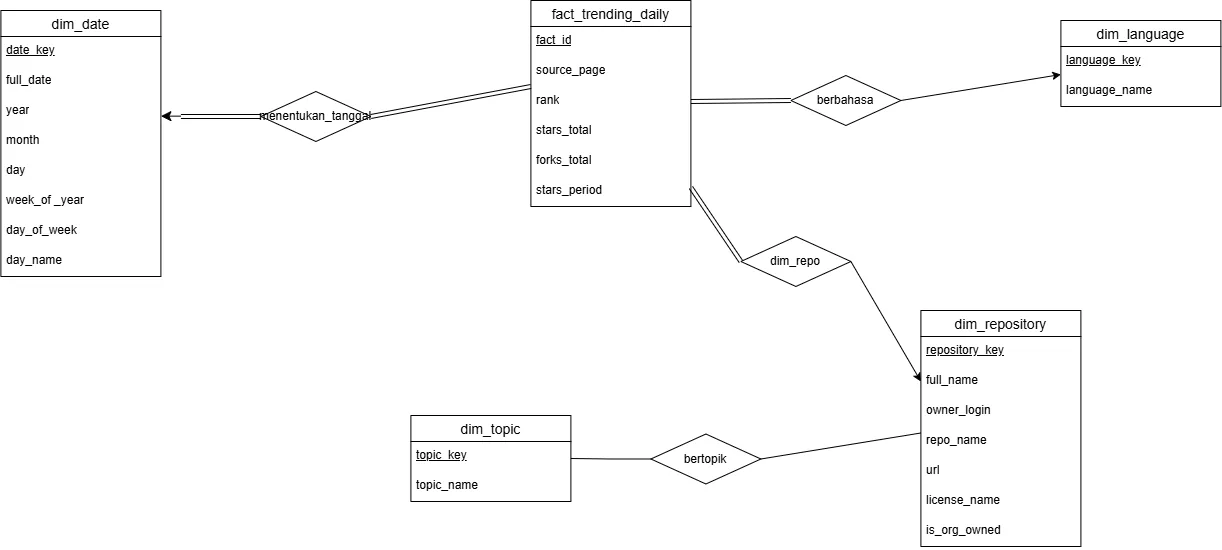 dim_date
date_key
full_date
year
month
day
week_of _year
day_of_week
day_name
menentukan_tanggal
fact_trending_daily
fact_id
source_page
rank
stars_total
forks_total
stars_period
berbahasa
dim_language
language_key
language_name
dim_repo
dim_repository
repository_key
full_name
owner_login
repo_name
url
license_name
is_org_owned
dim_topic
topic_key
topic_name
bertopik